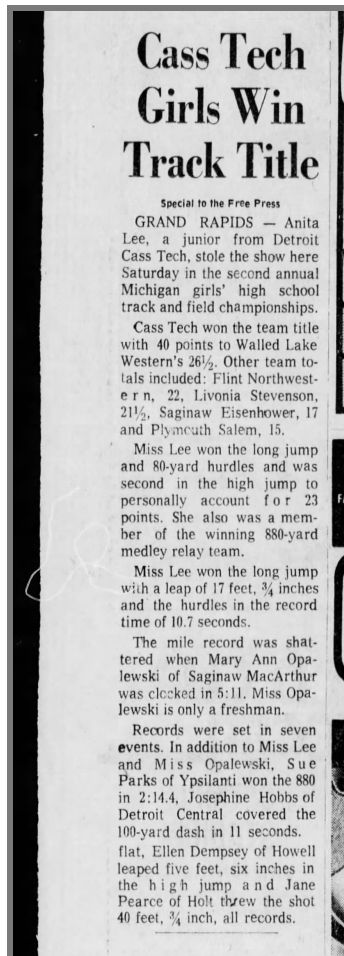 Cass Tech
Girls Win
Track Title
Special to the Free Press
GRAND RAPIDS — Anita
Lee, a junior from Detroit
Cass Tech, stole the show here
Saturday in the second annual
Michigan girls' high school
track and field championships.
Cass Tech won the team title
with 40 points to Walled Lake
Western's 26½. Other team to-
tals included: Flint Northwest-
ern, 22, Livonia Stevenson,
21½, Saginaw Eisenhower, 17
and Plymouth Salem, 15.
Miss Lee won the long jump
and 80-yard hurdles and was
second in the high jump to
personally account for 23
points. She also was a mem-
ber of the winning 880-yard
medley relay team.
Miss Lee won the long jump
with a leap of 17 feet, ¾ inches
and the hurdles in the record
time of 10.7 seconds.
The mile record was shat-
tered when Mary Ann Opa-
lewski of Saginaw MacArthur
was clocked in 5:11. Miss Opa-
lewski is only a freshman.
Records were set in seven
events. In addition to Miss Lee
and Miss Opalewski, Sue
Parks of Ypsilanti won the 880
in 2:14.4, Josephine Hobbs of
Detroit Central covered the
100-yard dash in 11 seconds.
flat, Ellen Dempsey of Howell
leaped five feet, six inches in
the high jump and Jane
Pearce of Holt threw the shot
40 feet, ¾ inch, all records.